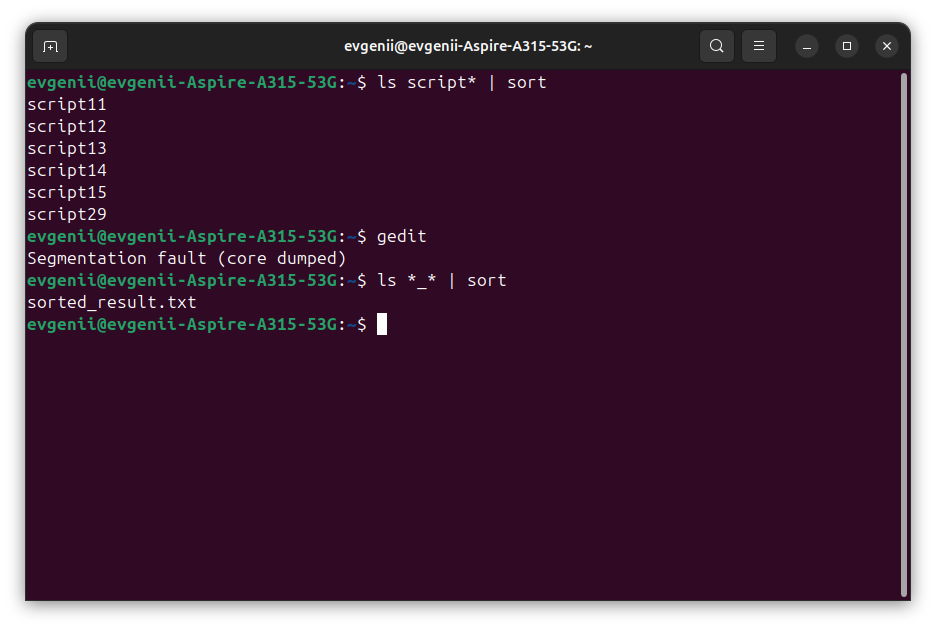 evgenii@evgenii-Aspire-A315-53G: ~
evgenii@evgenii-Aspire-A315-53G:~$ ls script* | sort
script11
script12
script13
script14
script15
script29
evgenii@evgenii-Aspire-A315-53G:~$ gedit
Segmentation fault (core dumped)
evgenii@evgenii-Aspire-A315-53G:~$ ls *_* | sort
sorted_result.txt
evgenii@evgenii-Aspire-A315-53G:~$